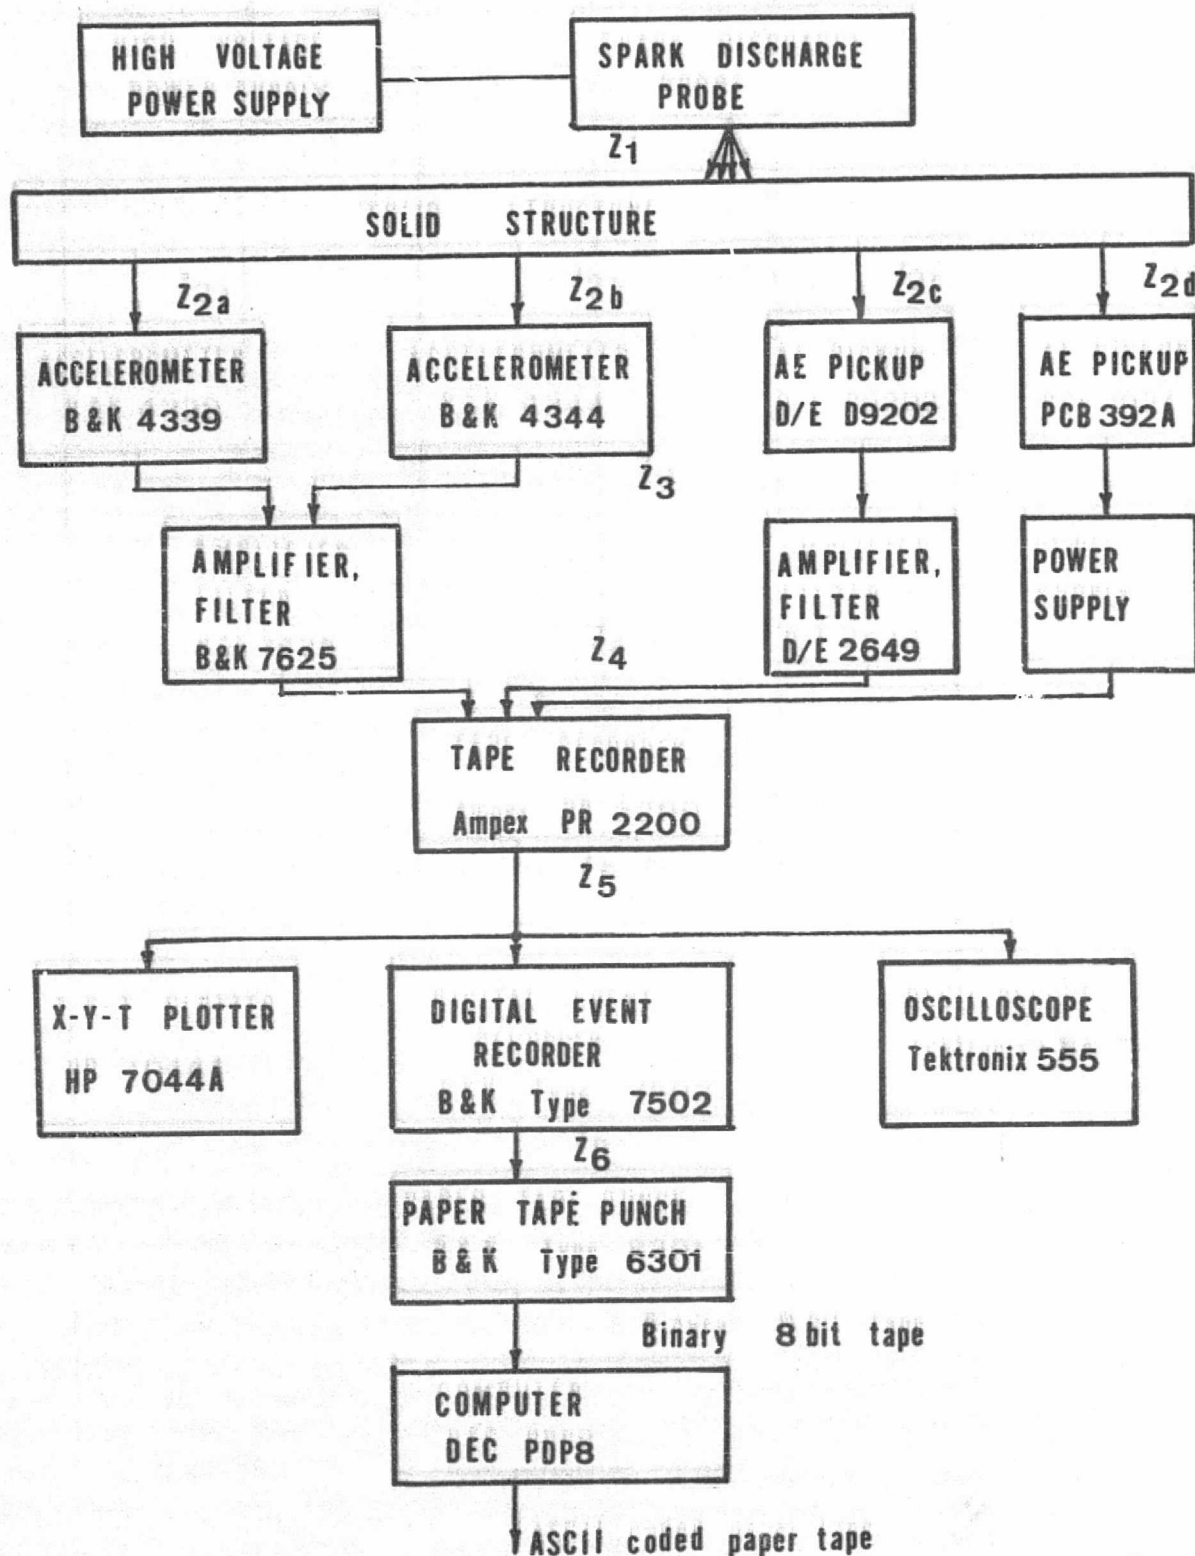 HIGH VOLTAGE
POWER SUPPLY
SPARK DISCHARGE
PROBE
Z1
SOLID STRUCTURE
Z2a
Z2b
Z2c
Z2d
ACCELEROMETER
B&K 4339
ACCELEROMETER
B&K 4344
AE PICKUP
D/E D9202
AE PICKUP
PCB 392A
Z3
AMPLIFIER,
FILTER
B&K 7625
AMPLIFIER,
FILTER
D/E 2649
POWER
SUPPLY
Z4
TAPE RECORDER
Ampex PR 2200
Z5
X-Y-T PLOTTER
HP 7044A
DIGITAL EVENT
RECORDER
B&K Type 7502
OSCILLOSCOPE
Tektronix 555
Z6
PAPER TAPE PUNCH
B&K Type 6301
Binary 8 bit tape
COMPUTER
DEC PDP8
ASCII coded paper tape